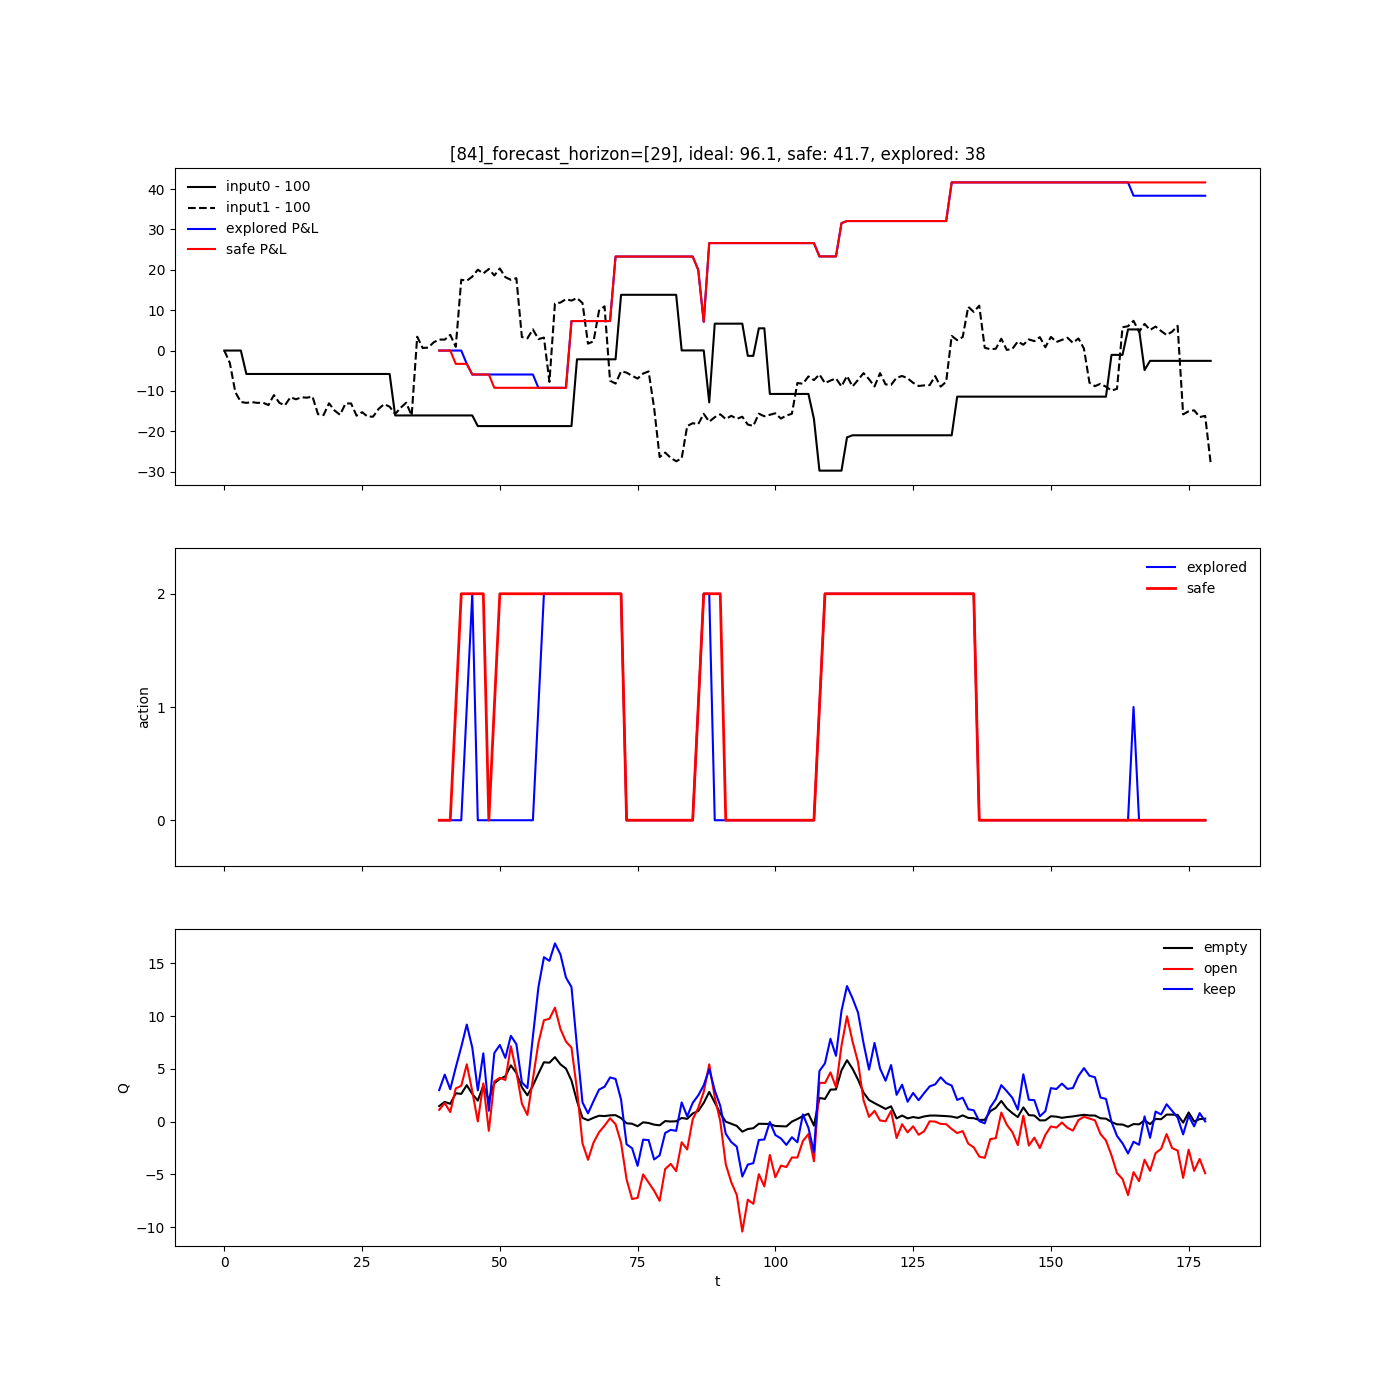 [84]_forecast_horizon=[29], ideal: 96.1, safe: 41.7, explored: 38
input0 - 100
input1 - 100
explored P&L
safe P&L
40
30
20
10
0
−10
−20
−30
explored
safe
action
2
1
0
empty
open
keep
Q
15
10
5
0
−5
−10
0 25 50 75 100 125 150 175
t